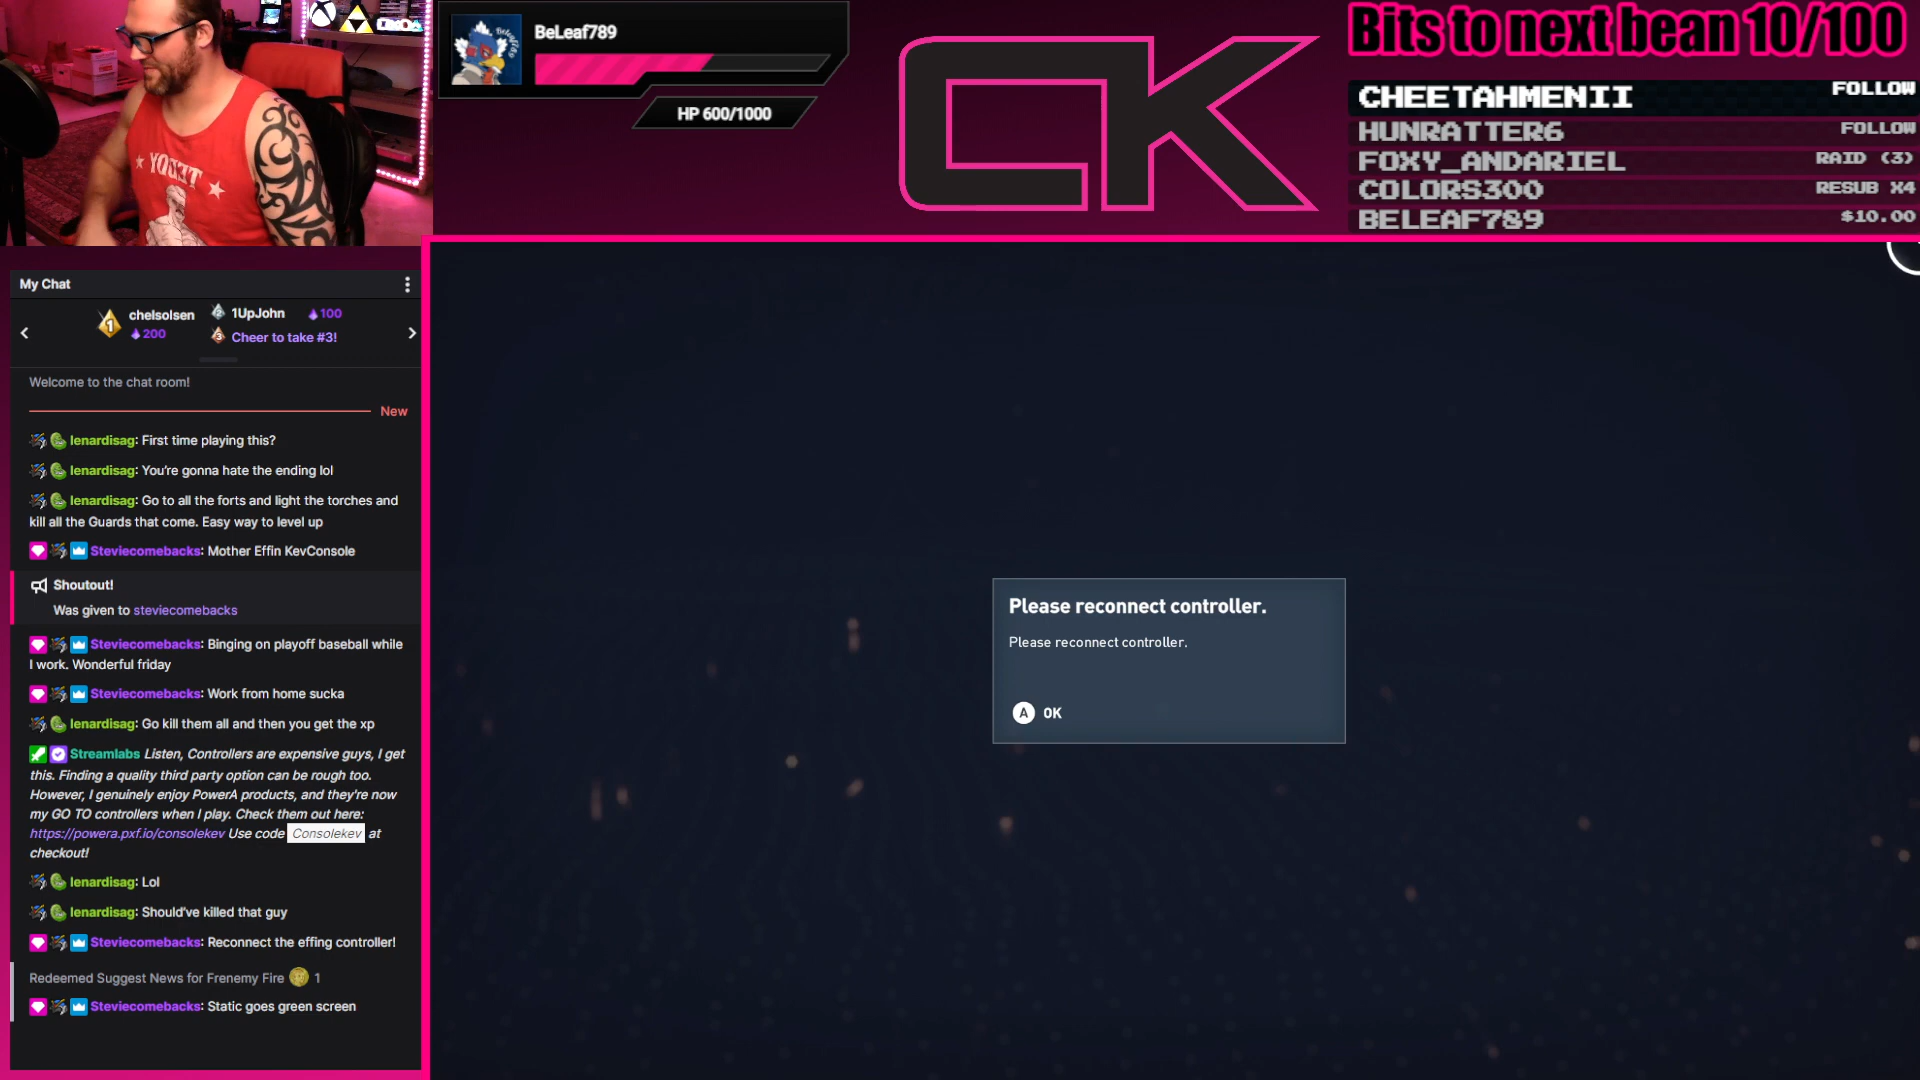 BeLeaf789
HP 600/1000
CK
Bits to next bean 10/100
CHEETAHMENII FOLLOW
HUNRATTER6 FOLLOW
FOXY_ANDARIEL RAID (3)
COLORS300 RESUB X4
BELEAF789 $10.00
My Chat
1 chelsolsen 200
2 1UpJohn 100
3 Cheer to take #3!
Welcome to the chat room!
New
lenardisag: First time playing this?
lenardisag: You're gonna hate the ending lol
lenardisag: Go to all the forts and light the torches and
kill all the Guards that come. Easy way to level up
Steviecomebacks: Mother Effin KevConsole
Shoutout!
Was given to steviecomebacks
Steviecomebacks: Binging on playoff baseball while
I work. Wonderful friday
Steviecomebacks: Work from home sucka
lenardisag: Go kill them all and then you get the xp
Streamlabs Listen, Controllers are expensive guys, I get
this. Finding a quality third party option can be rough too.
However, I genuinely enjoy PowerA products, and they're now
my GO TO controllers when I play. Check them out here:
https://powera.pxf.io/consolekev Use code Consolekev at
checkout!
lenardisag: Lol
lenardisag: Should've killed that guy
Steviecomebacks: Reconnect the effing controller!
Redeemed Suggest News for Frenemy Fire 1
Steviecomebacks: Static goes green screen
Please reconnect controller.
Please reconnect controller.
A OK